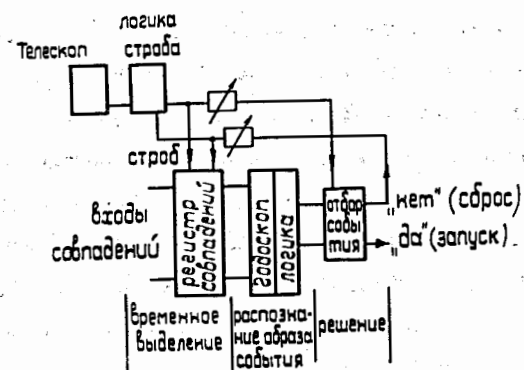 логика
строба
Телескоп
строб
входы
совпадений
регистр
совпадений
годоскоп
логика
отбор
собы
тия
„нет“ (сброс)
„да“ (запуск)
временное
выделение
распозна-
ние образа
события
решение